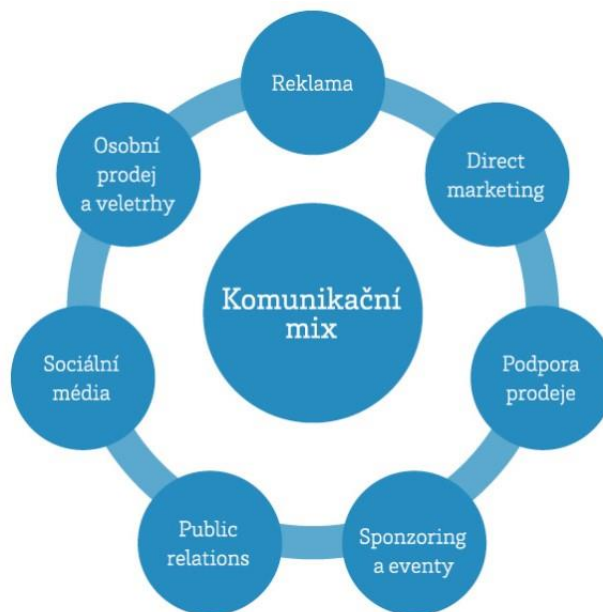 Reklama
Direct
marketing
Podpora
prodeje
Sponzoring
a eventy
Public
relations
Sociální
média
Osobní
prodej
a veletrhy
Komunikační
mix